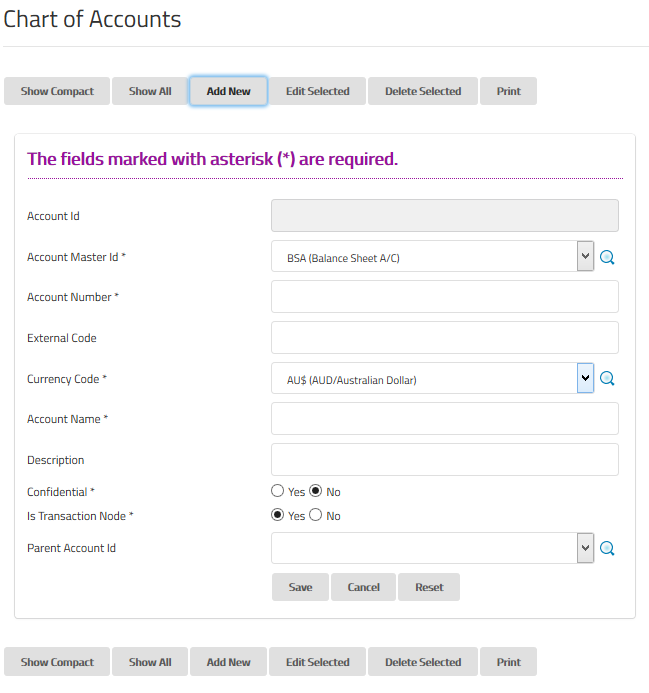 Chart of Accounts
Show Compact Show All Add New Edit Selected Delete Selected Print
The fields marked with asterisk (*) are required.
Account Id
Account Master Id * BSA (Balance Sheet A/C)
Account Number *
External Code
Currency Code * AU$ (AUD/Australian Dollar)
Account Name *
Description
Confidential * Yes No
Is Transaction Node * Yes No
Parent Account Id
Save Cancel Reset
Show Compact Show All Add New Edit Selected Delete Selected Print